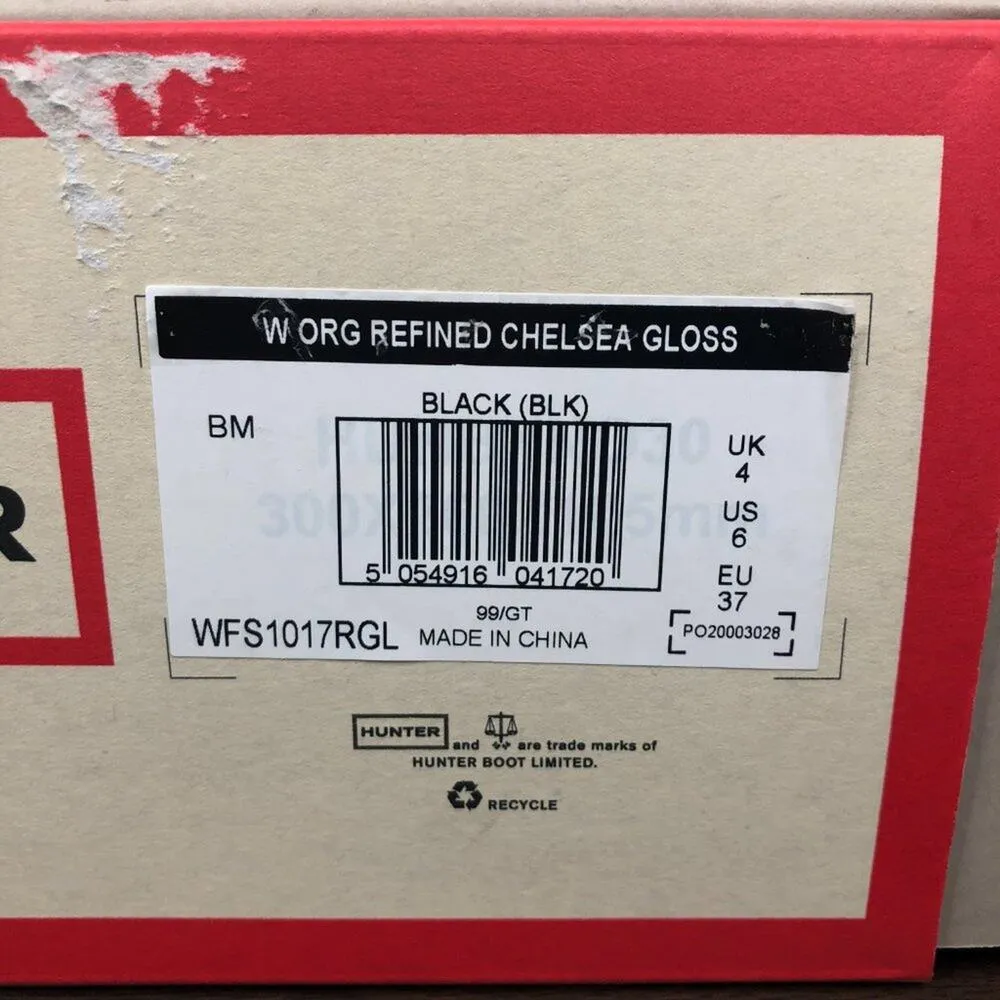 W ORG REFINED CHELSEA GLOSS
BLACK (BLK)
BM
UK
4
US
6
EU
37
5 054916 041720
99/GT
WFS1017RGL MADE IN CHINA
PO20003028
R
HUNTER and are trade marks of
HUNTER BOOT LIMITED.
RECYCLE